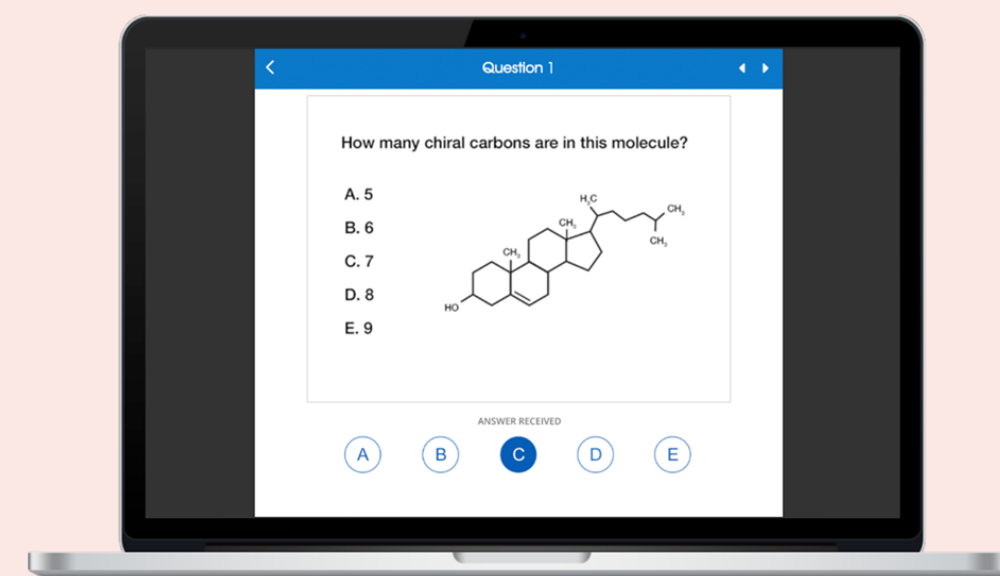 Question 1
How many chiral carbons are in this molecule?
A. 5
B. 6
C. 7
D. 8
E. 9
H₃C
CH₃
CH₃
CH₃
CH₃
HO
ANSWER RECEIVED
A B C D E